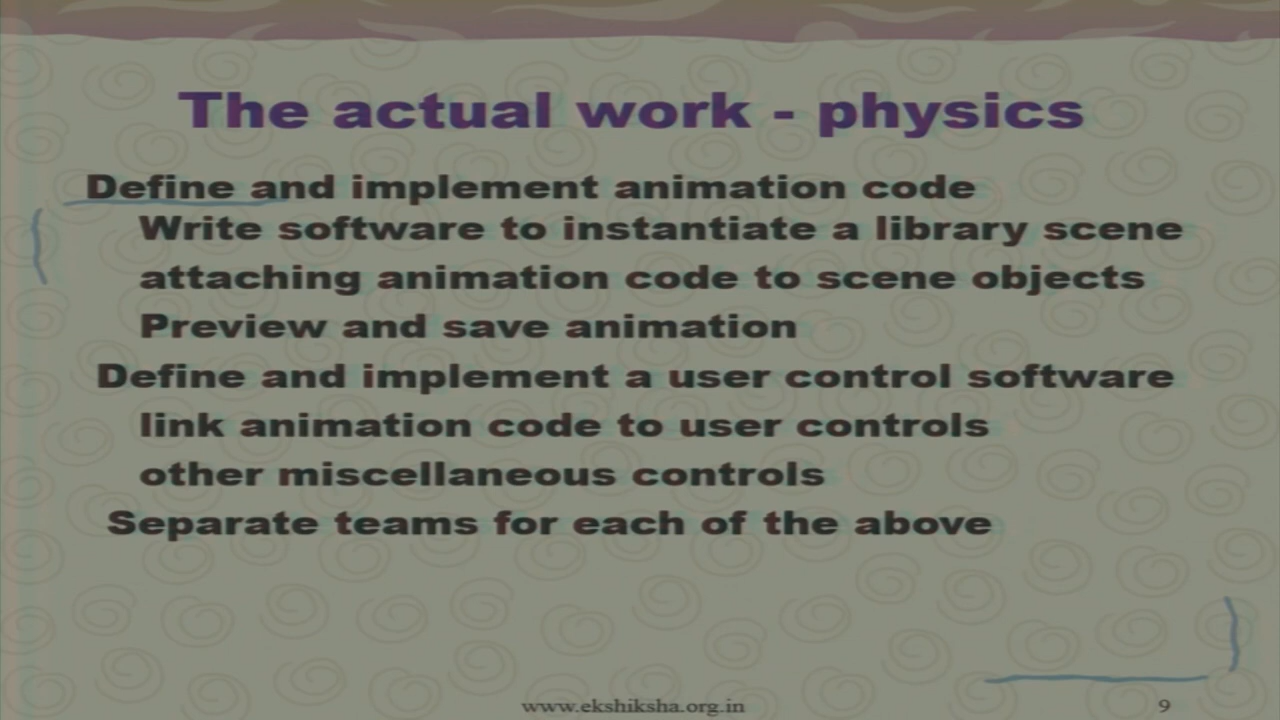 The actual work - physics
Define and implement animation code
Write software to instantiate a library scene
attaching animation code to scene objects
Preview and save animation
Define and implement a user control software
link animation code to user controls
other miscellaneous controls
Separate teams for each of the above
www.ekshiksha.org.in
9